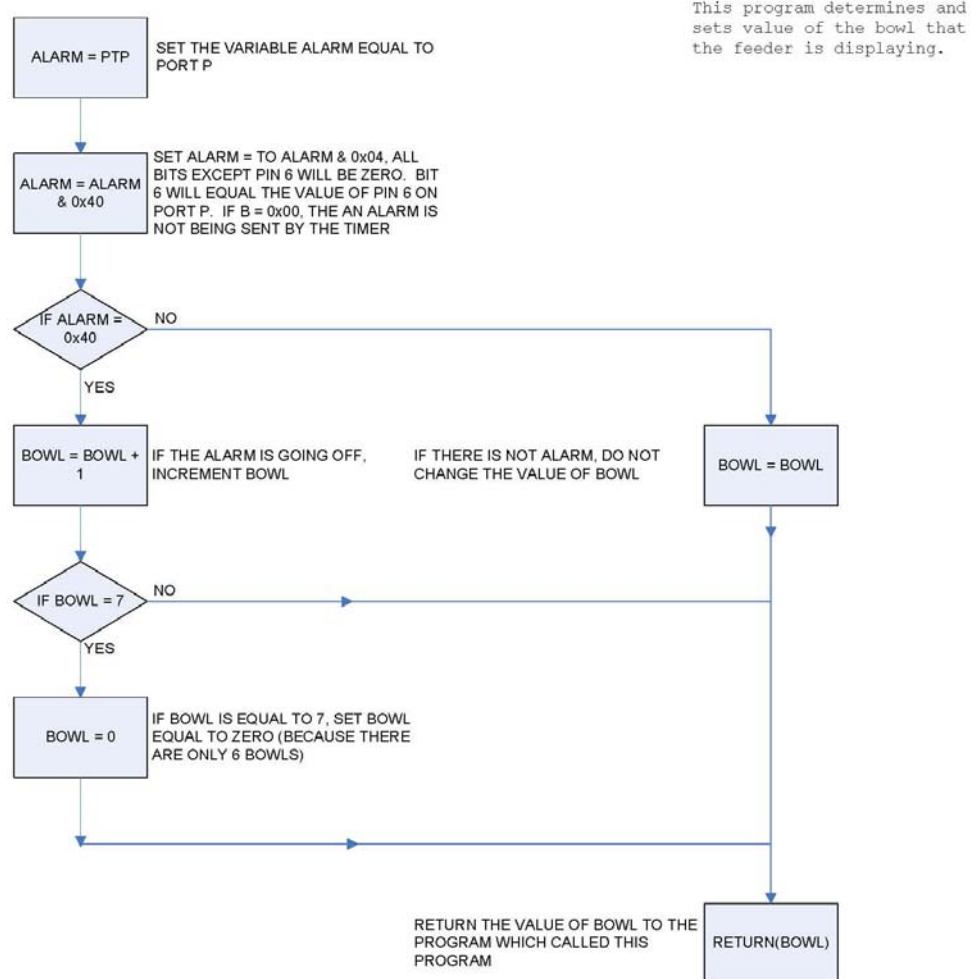 This program determines and
sets value of the bowl that
the feeder is displaying.
ALARM = PTP
SET THE VARIABLE ALARM EQUAL TO
PORT P
ALARM = ALARM
& 0x40
SET ALARM = TO ALARM & 0x04, ALL
BITS EXCEPT PIN 6 WILL BE ZERO. BIT
6 WILL EQUAL THE VALUE OF PIN 6 ON
PORT P. IF B = 0x00, THE AN ALARM IS
NOT BEING SENT BY THE TIMER
IF ALARM =
0x40
NO
YES
BOWL = BOWL +
1
IF THE ALARM IS GOING OFF,
INCREMENT BOWL
IF THERE IS NOT ALARM, DO NOT
CHANGE THE VALUE OF BOWL
BOWL = BOWL
IF BOWL = 7
NO
YES
BOWL = 0
IF BOWL IS EQUAL TO 7, SET BOWL
EQUAL TO ZERO (BECAUSE THERE
ARE ONLY 6 BOWLS)
RETURN THE VALUE OF BOWL TO THE
PROGRAM WHICH CALLED THIS
PROGRAM
RETURN(BOWL)